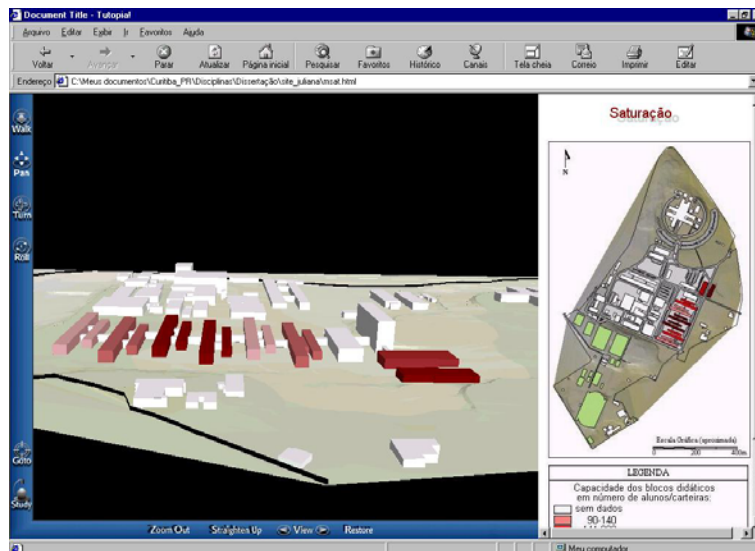 Document Title - Tutopia!
Arquivo Editar Exibir Ir Favoritos Ajuda
Voltar Avançar Parar Atualizar Página inicial Pesquisar Favoritos Histórico Canais Tela cheia Correio Imprimir Editar
Endereço C:\Meus documentos\Curitiba_PR\Disciplinas\Dissertação\site_juliana\msat.html
Walk
Pan
Turn
Roll
Goto
Study
Zoom Out Straighten Up View Restore
Saturação
N
Escala Gráfica (aproximada)
0 200 400m
LEGENDA
Capacidade dos blocos didáticos
em número de alunos/carteiras:
sem dados
90-140
Meu computador